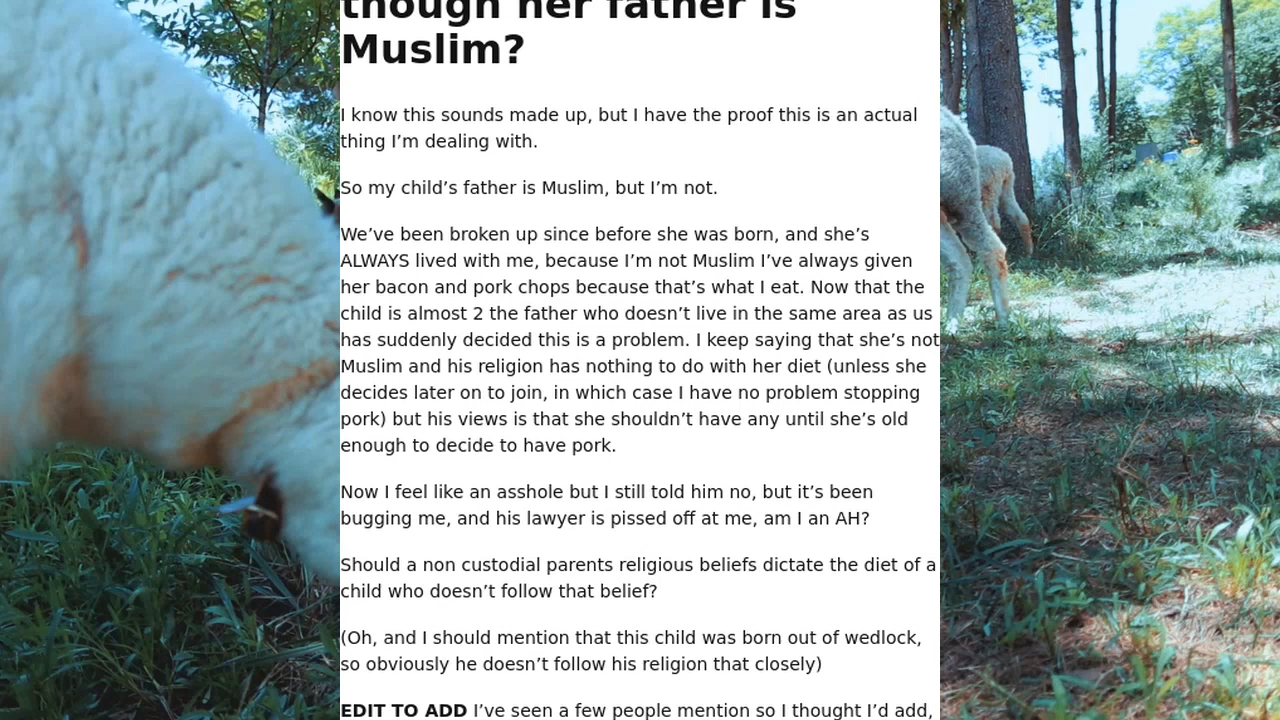 though her father is
Muslim?
I know this sounds made up, but I have the proof this is an actual
thing I’m dealing with.
So my child’s father is Muslim, but I’m not.
We’ve been broken up since before she was born, and she’s
ALWAYS lived with me, because I’m not Muslim I’ve always given
her bacon and pork chops because that’s what I eat. Now that the
child is almost 2 the father who doesn’t live in the same area as us
has suddenly decided this is a problem. I keep saying that she’s not
Muslim and his religion has nothing to do with her diet (unless she
decides later on to join, in which case I have no problem stopping
pork) but his views is that she shouldn’t have any until she’s old
enough to decide to have pork.
Now I feel like an asshole but I still told him no, but it’s been
bugging me, and his lawyer is pissed off at me, am I an AH?
Should a non custodial parents religious beliefs dictate the diet of a
child who doesn’t follow that belief?
(Oh, and I should mention that this child was born out of wedlock,
so obviously he doesn’t follow his religion that closely)
EDIT TO ADD I’ve seen a few people mention so I thought I’d add,